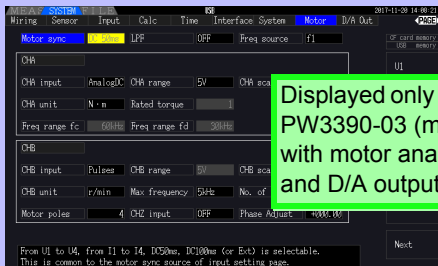 MEAS SYSTEM FILE USB 2017-11-20 14:08:21
Wiring Sensor Input Calc Time Interface System Motor D/A Out PAGE
Motor sync DC 50ms LPF OFF Freq source f1
CF card memory
USB memory
CHA
U1
CHA input AnalogDC CHA range 5V CHA sca
CHA unit N·m Rated torque 1
Freq range fc 60kHz Freq range fd 30kHz
Displayed only
PW3390-03 (m
with motor ana
and D/A output
CHB
CHB input Pulses CHB range 5V CHB sca
CHB unit r/min Max frequency 5kHz No. of
Motor poles 4 CHZ input OFF Phase Adjust +000.00
Next
From U1 to U4, from I1 to I4, DC50ms, DC100ms (or Ext) is selectable.
This is common to the motor sync source of input setting page.